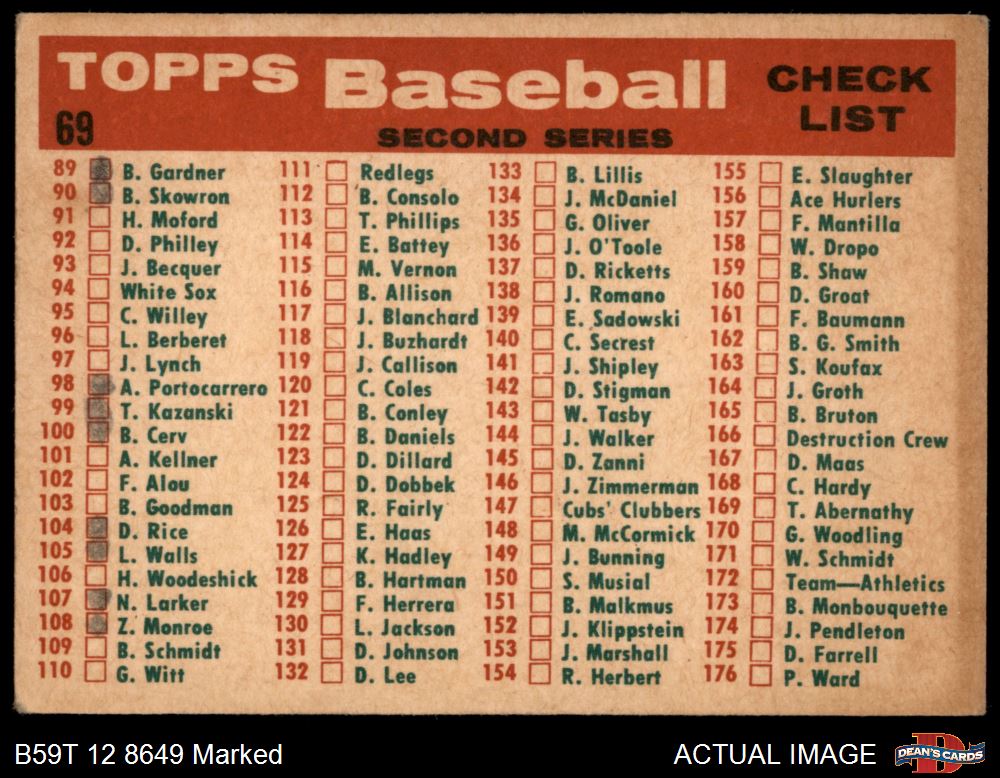 TOPPS Baseball CHECK LIST
69 SECOND SERIES
89 B. Gardner
90 B. Skowron
91 H. Moford
92 D. Philley
93 J. Becquer
94 White Sox
95 C. Willey
96 L. Berberet
97 J. Lynch
98 A. Portocarrero
99 T. Kazanski
100 B. Cerv
101 A. Kellner
102 F. Alou
103 B. Goodman
104 D. Rice
105 L. Walls
106 H. Woodeshick
107 N. Larker
108 Z. Monroe
109 B. Schmidt
110 G. Witt
111 Redlegs
112 B. Consolo
113 T. Phillips
114 E. Battey
115 M. Vernon
116 B. Allison
117 J. Blanchard
118 J. Buzhardt
119 J. Callison
120 C. Coles
121 B. Conley
122 B. Daniels
123 D. Dillard
124 D. Dobbek
125 R. Fairly
126 E. Haas
127 K. Hadley
128 B. Hartman
129 F. Herrera
130 L. Jackson
131 D. Johnson
132 D. Lee
133 B. Lillis
134 J. McDaniel
135 G. Oliver
136 J. O'Toole
137 D. Ricketts
138 J. Romano
139 E. Sadowski
140 C. Secrest
141 J. Shipley
142 D. Stigman
143 W. Tasby
144 J. Walker
145 D. Zanni
146 J. Zimmerman
147 Cubs' Clubbers
148 M. McCormick
149 J. Bunning
150 S. Musial
151 B. Malkmus
152 J. Klippstein
153 J. Marshall
154 R. Herbert
155 E. Slaughter
156 Ace Hurlers
157 F. Mantilla
158 W. Dropo
159 B. Shaw
160 D. Groat
161 F. Baumann
162 B. G. Smith
163 S. Koufax
164 J. Groth
165 B. Bruton
166 Destruction Crew
167 D. Maas
168 C. Hardy
169 T. Abernathy
170 G. Woodling
171 W. Schmidt
172 Team—Athletics
173 B. Monbouquette
174 J. Pendleton
175 D. Farrell
176 P. Ward
B59T 12 8649 Marked
ACTUAL IMAGE
DEAN'S CARDS